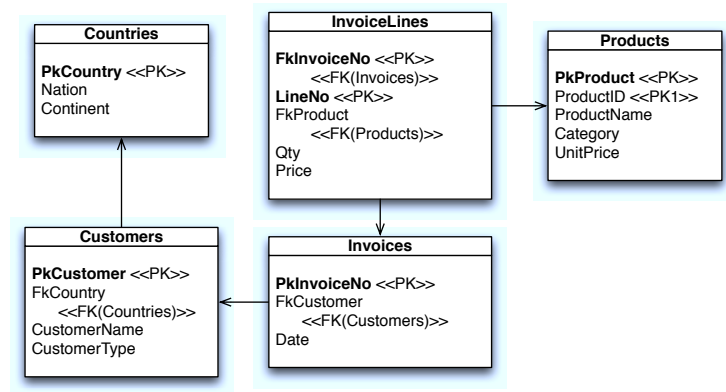 Countries
PkCountry <<PK>>
Nation
Continent
InvoiceLines
FkInvoiceNo <<PK>>
<<FK(Invoices)>>
LineNo <<PK>>
FkProduct
<<FK(Products)>>
Qty
Price
Products
PkProduct <<PK>>
ProductID <<PK1>>
ProductName
Category
UnitPrice
Customers
PkCustomer <<PK>>
FkCountry
<<FK(Countries)>>
CustomerName
CustomerType
Invoices
PkInvoiceNo <<PK>>
FkCustomer
<<FK(Customers)>>
Date